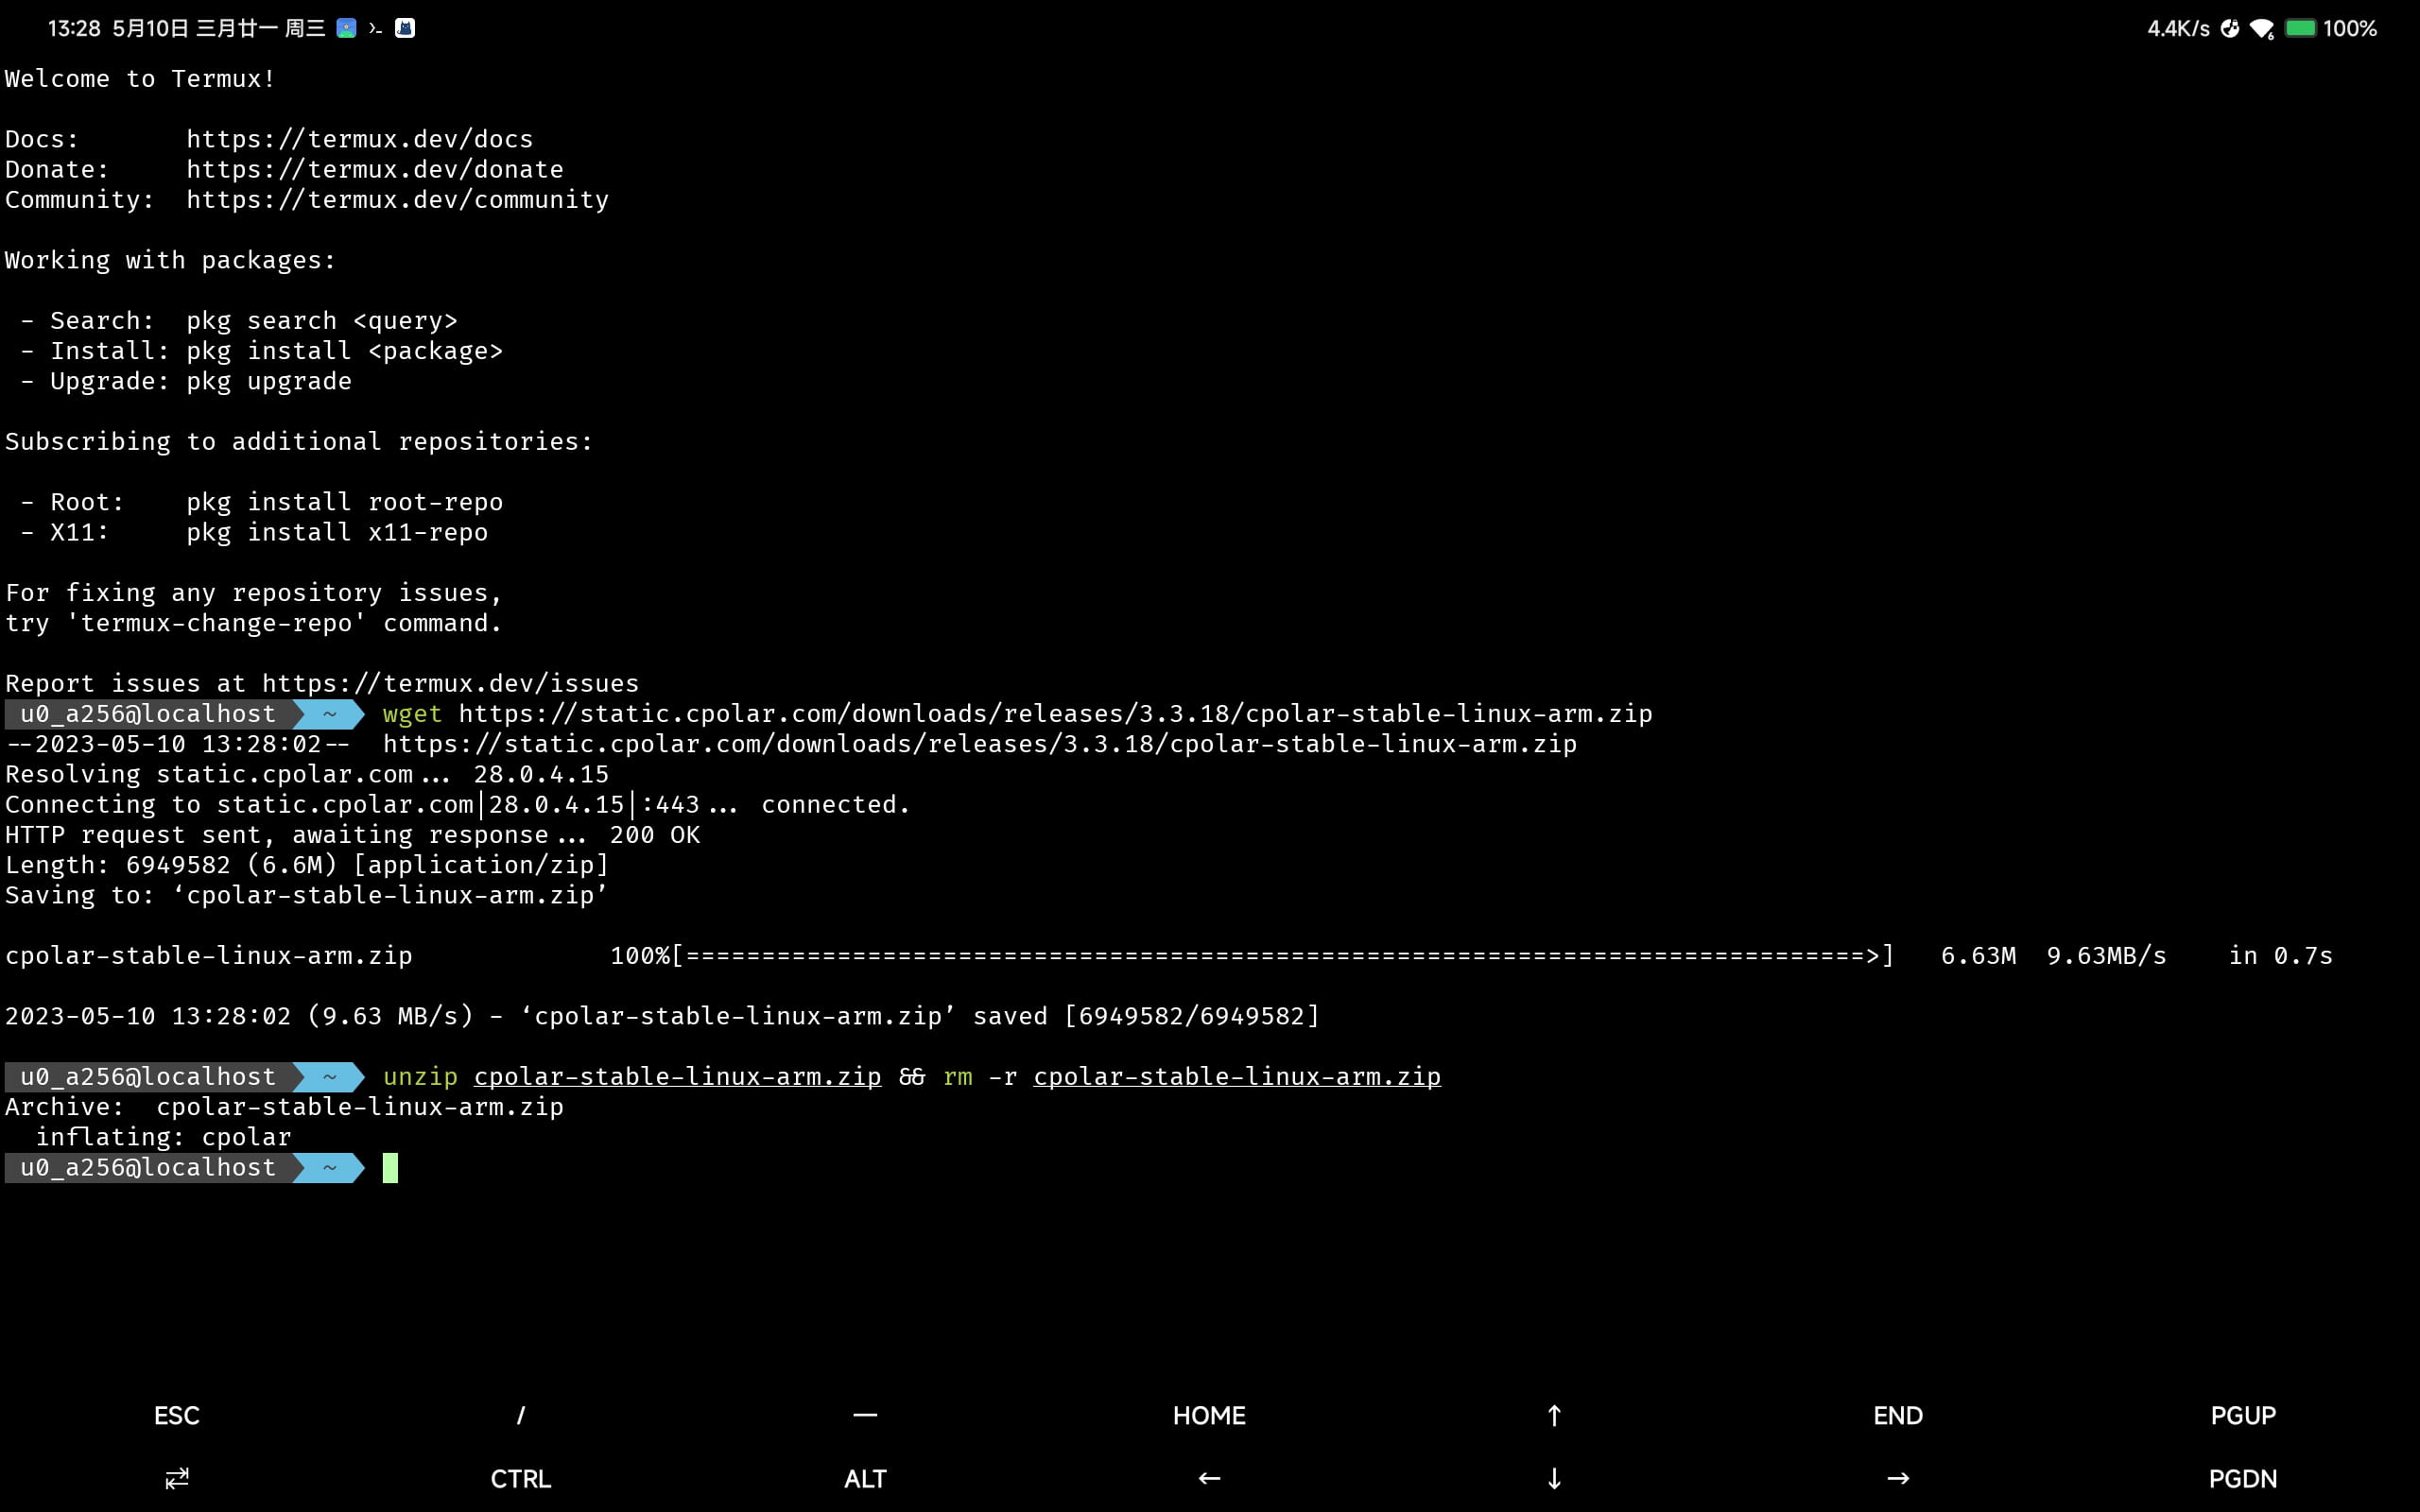 13:28 5月10日 三月廿一 周三 4.4K/s 6 100%
Welcome to Termux!
Docs: https://termux.dev/docs
Donate: https://termux.dev/donate
Community: https://termux.dev/community
Working with packages:
- Search: pkg search <query>
- Install: pkg install <package>
- Upgrade: pkg upgrade
Subscribing to additional repositories:
- Root: pkg install root-repo
- X11: pkg install x11-repo
For fixing any repository issues,
try 'termux-change-repo' command.
Report issues at https://termux.dev/issues
u0_a256@localhost ~ wget https://static.cpolar.com/downloads/releases/3.3.18/cpolar-stable-linux-arm.zip
--2023-05-10 13:28:02-- https://static.cpolar.com/downloads/releases/3.3.18/cpolar-stable-linux-arm.zip
Resolving static.cpolar.com... 28.0.4.15
Connecting to static.cpolar.com|28.0.4.15|:443... connected.
HTTP request sent, awaiting response... 200 OK
Length: 6949582 (6.6M) [application/zip]
Saving to: ‘cpolar-stable-linux-arm.zip’
cpolar-stable-linux-arm.zip 100%[==============================================================================>] 6.63M 9.63MB/s in 0.7s
2023-05-10 13:28:02 (9.63 MB/s) - ‘cpolar-stable-linux-arm.zip’ saved [6949582/6949582]
u0_a256@localhost ~ unzip cpolar-stable-linux-arm.zip && rm -r cpolar-stable-linux-arm.zip
Archive: cpolar-stable-linux-arm.zip
inflating: cpolar
u0_a256@localhost ~
ESC / — HOME ↑ END PGUP
⇄ CTRL ALT ← ↓ → PGDN